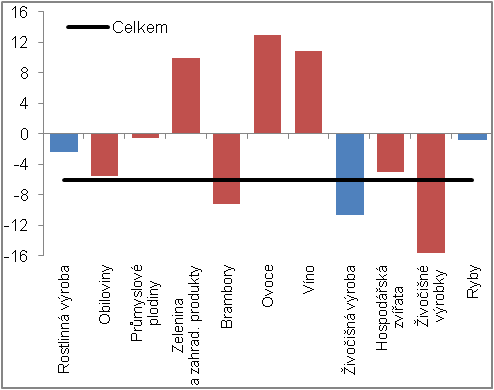 16
12
8
4
0
-4
-8
-12
-16
Celkem
Rostlinná výroba
Obiloviny
Průmyslové
plodiny
Zelenina
a zahrad. produkty
Brambory
Ovoce
Víno
Živočišná výroba
Hospodářská
zvířata
Živočišné
výrobky
Ryby